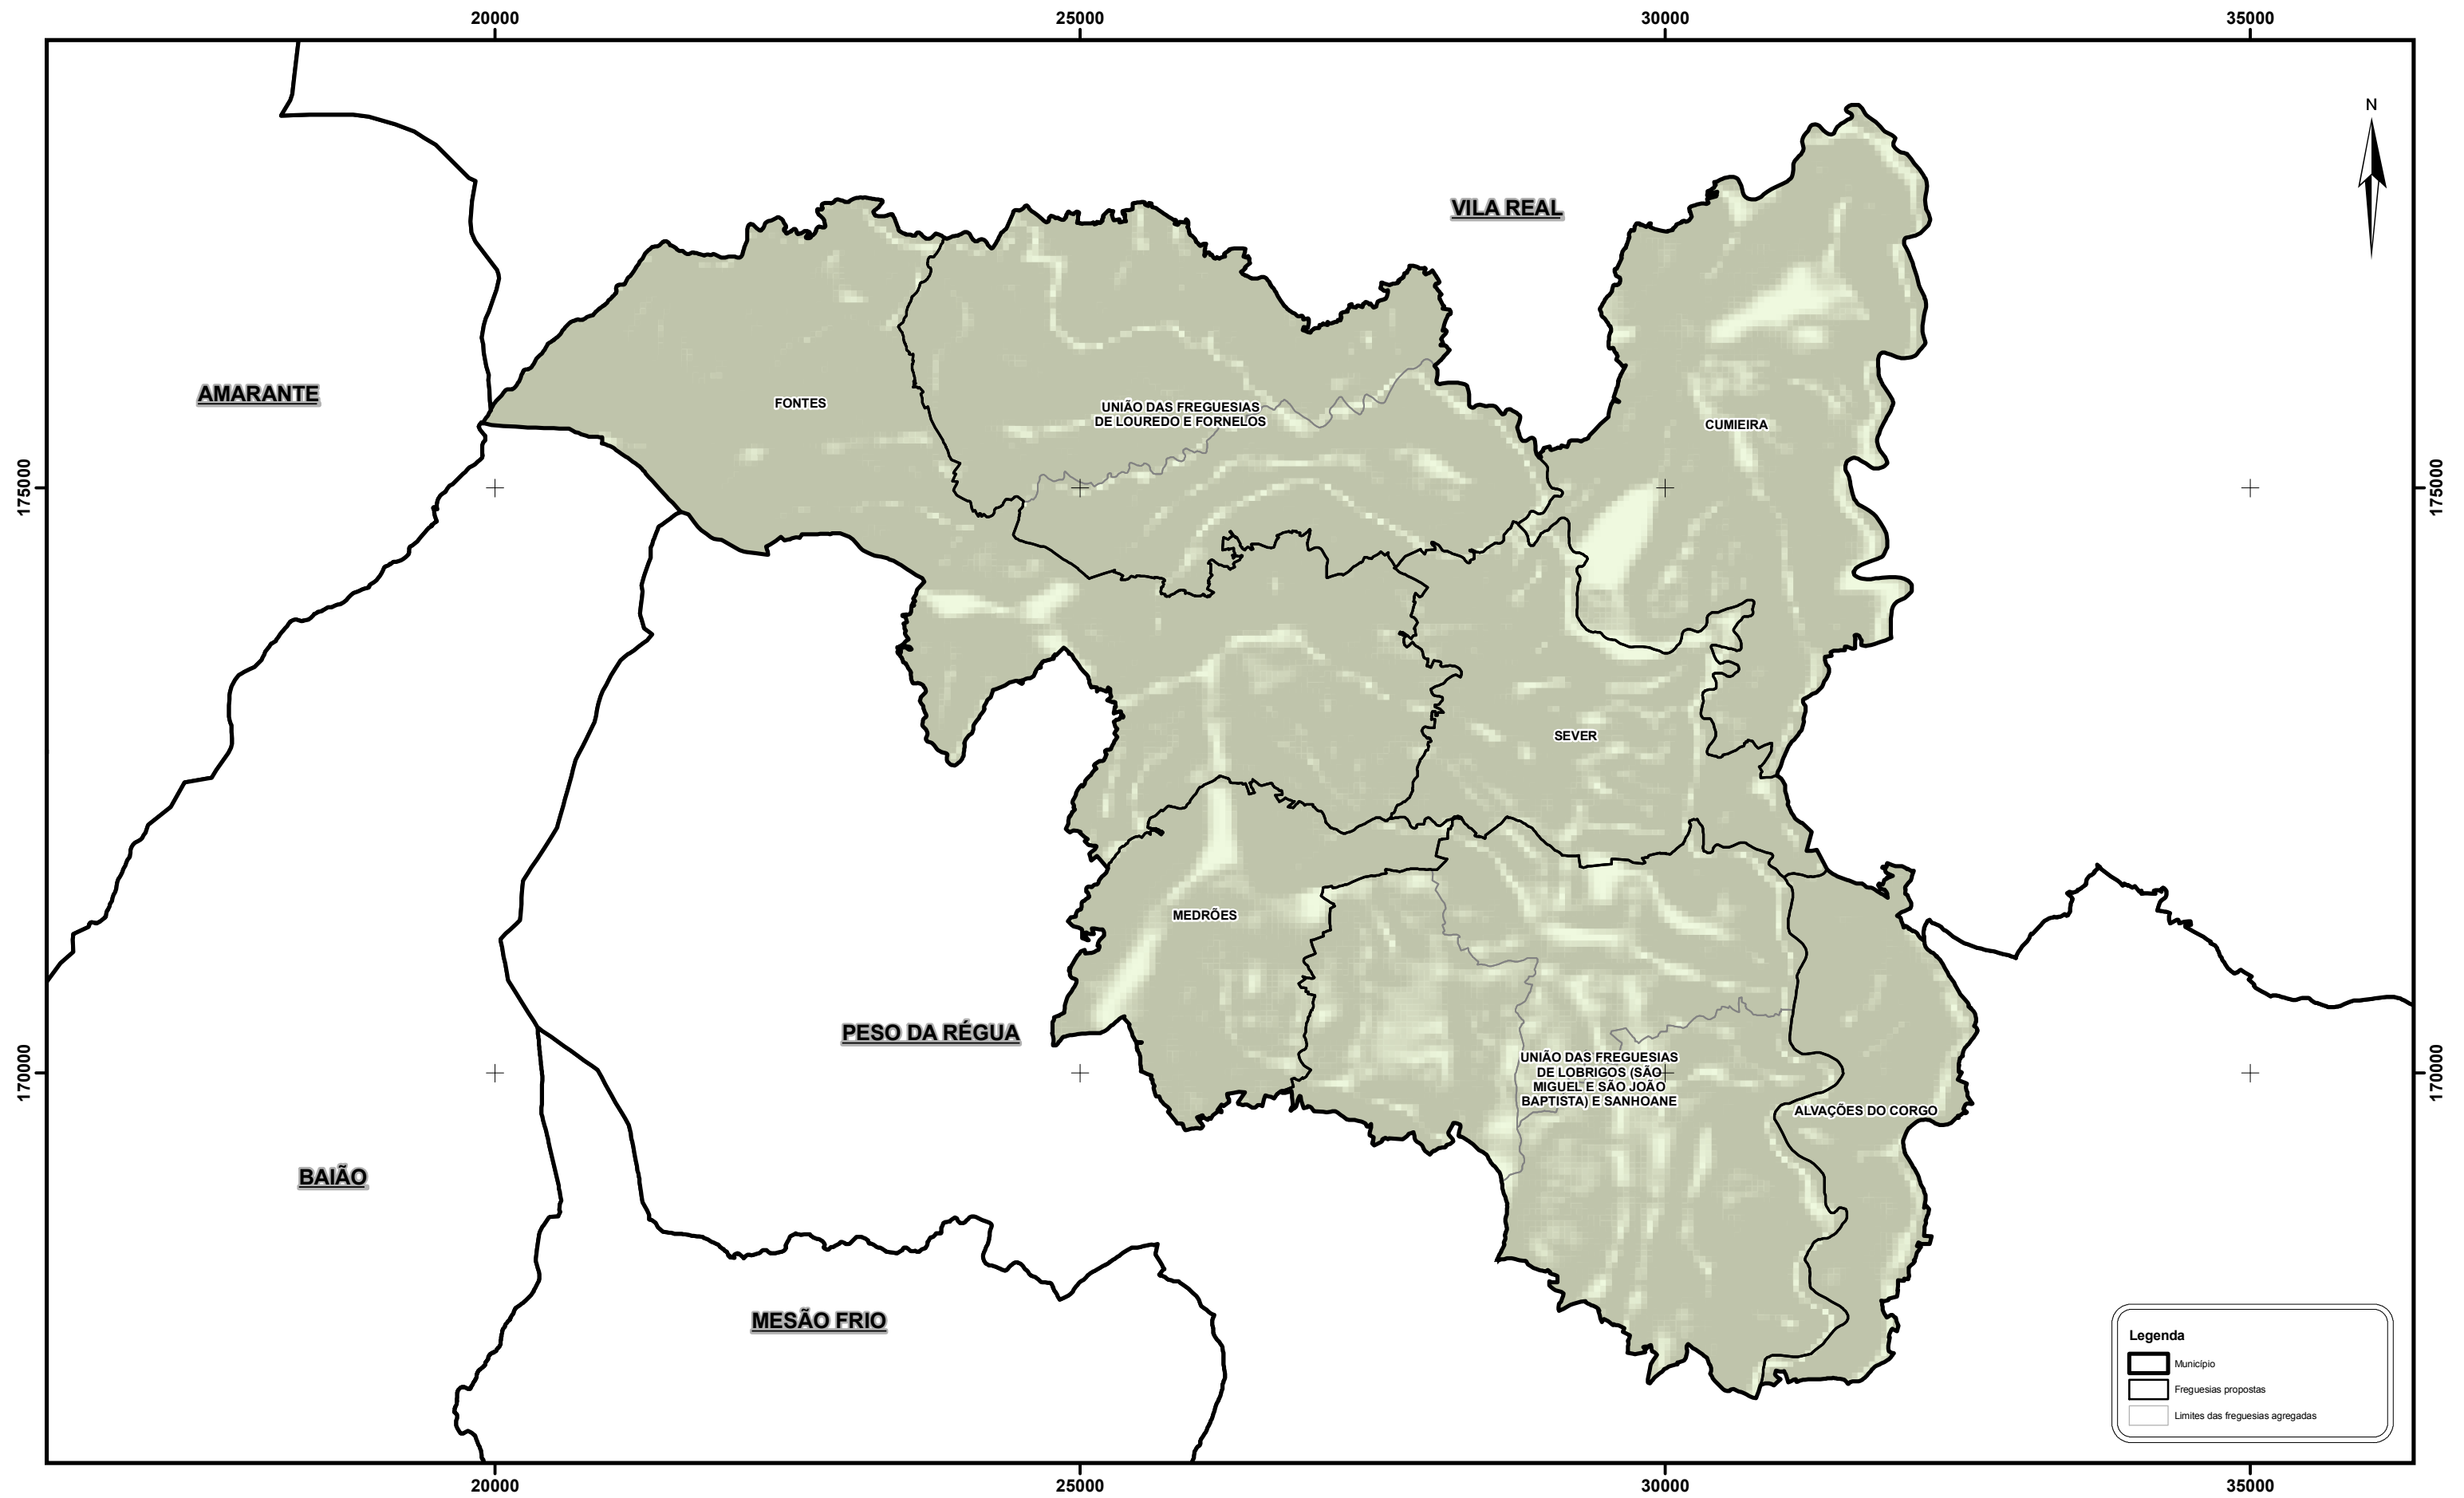 20000
25000
30000
35000
N
VILA REAL
AMARANTE
FONTES
UNIÃO DAS FREGUESIAS
DE LOUREDO E FORNELOS
CUMIEIRA
175000
175000
SEVER
MEDRÕES
PESO DA RÉGUA
UNIÃO DAS FREGUESIAS
DE LOBRIGOS (SÃO
MIGUEL E SÃO JOÃO
BAPTISTA) E SANHOANE
170000
170000
ALVAÇÕES DO CORGO
BAIÃO
MESÃO FRIO
Legenda
Município
Freguesias propostas
Limites das freguesias agregadas
20000
25000
30000
35000